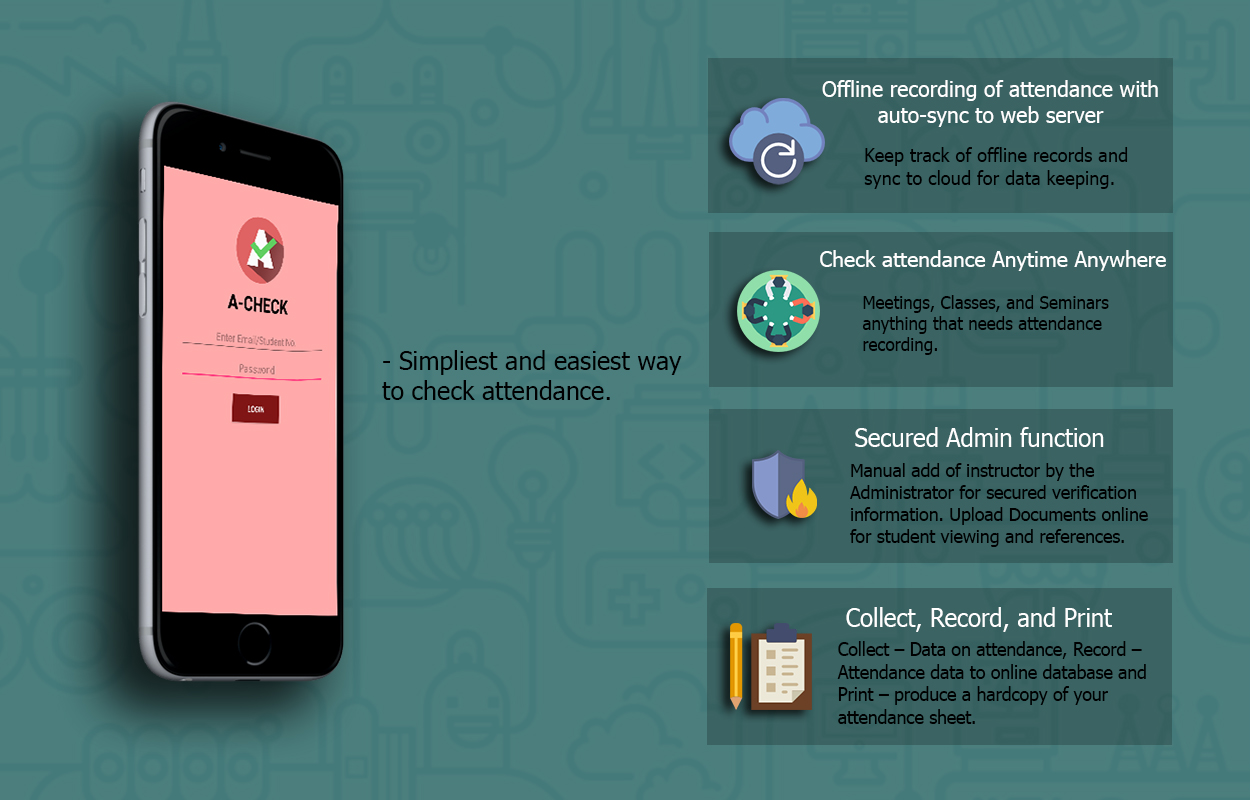 A-CHECK
Enter Email/Student No.
Password
LOGIN
- Simpliest and easiest way
to check attendance.
Offline recording of attendance with
auto-sync to web server
Keep track of offline records and
sync to cloud for data keeping.
Check attendance Anytime Anywhere
Meetings, Classes, and Seminars
anything that needs attendance
recording.
Secured Admin function
Manual add of instructor by the
Administrator for secured verification
information. Upload Documents online
for student viewing and references.
Collect, Record, and Print
Collect – Data on attendance, Record –
Attendance data to online database and
Print – produce a hardcopy of your
attendance sheet.